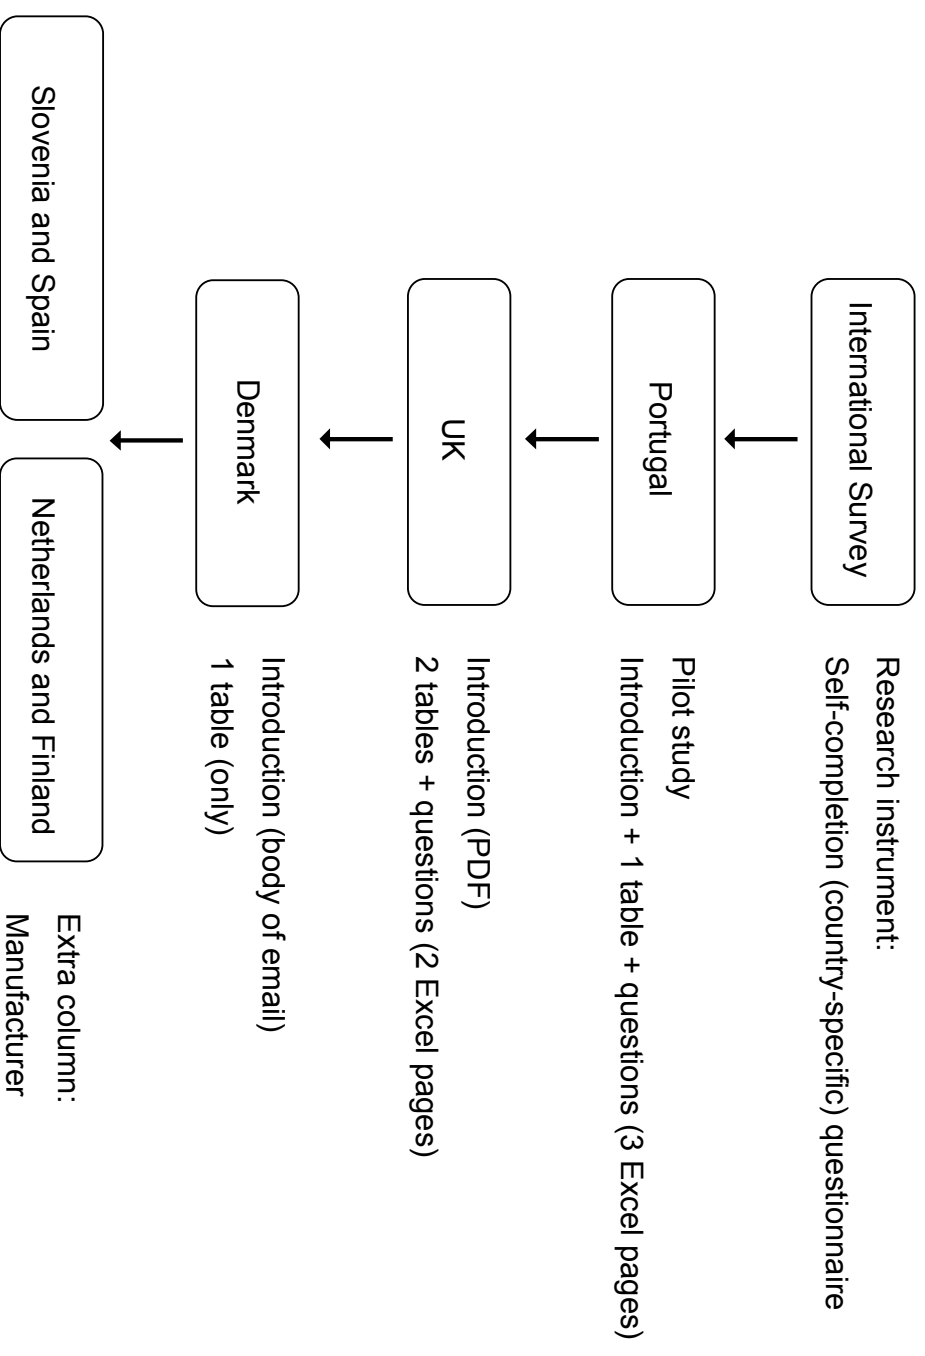 International Survey
Research instrument:
Self-completion (country-specific) questionnaire
Portugal
Pilot study
Introduction + 1 table + questions (3 Excel pages)
UK
Introduction (PDF)
2 tables + questions (2 Excel pages)
Denmark
Introduction (body of email)
1 table (only)
Slovenia and Spain
Netherlands and Finland
Extra column:
Manufacturer